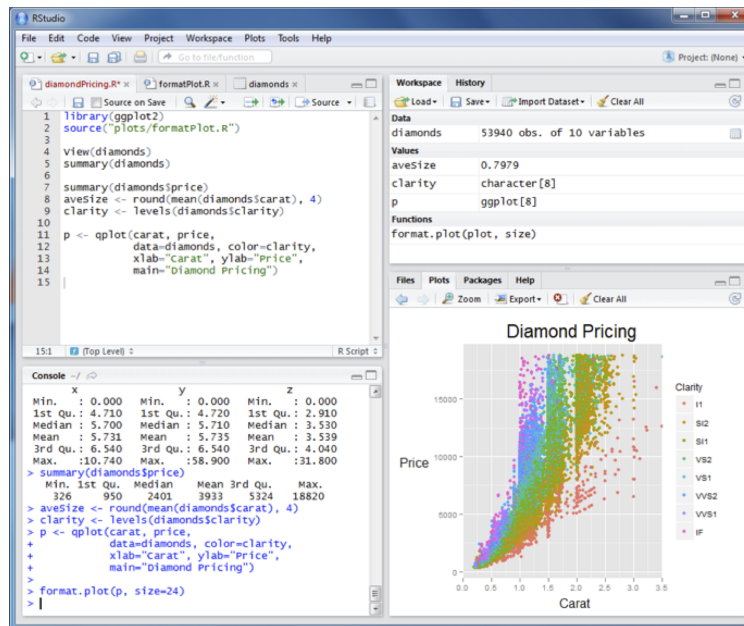 RStudio
File Edit Code View Project Workspace Plots Tools Help
Go to file/function
Project: (None)
diamondPricing.R* formatPlot.R diamonds
Source on Save Source
1 library(ggplot2)
2 source("plots/formatPlot.R")
3
4 View(diamonds)
5 summary(diamonds)
6
7 summary(diamonds$price)
8 aveSize <- round(mean(diamonds$carat), 4)
9 clarity <- levels(diamonds$clarity)
10
11 p <- qplot(carat, price,
12 data=diamonds, color=clarity,
13 xlab="Carat", ylab="Price",
14 main="Diamond Pricing")
15
15:1 (Top Level) R Script
Console ~/
x y z
Min. : 0.000 Min. : 0.000 Min. : 0.000
1st Qu.: 4.710 1st Qu.: 4.720 1st Qu.: 2.910
Median : 5.700 Median : 5.710 Median : 3.530
Mean : 5.731 Mean : 5.735 Mean : 3.539
3rd Qu.: 6.540 3rd Qu.: 6.540 3rd Qu.: 4.040
Max. :10.740 Max. :58.900 Max. :31.800
> summary(diamonds$price)
Min. 1st Qu. Median Mean 3rd Qu. Max.
326 950 2401 3933 5324 18820
> aveSize <- round(mean(diamonds$carat), 4)
> clarity <- levels(diamonds$clarity)
> p <- qplot(carat, price,
+ data=diamonds, color=clarity,
+ xlab="Carat", ylab="Price",
+ main="Diamond Pricing")
>
> format.plot(p, size=24)
>
Workspace History
Load Save Import Dataset Clear All
Data
diamonds 53940 obs. of 10 variables
Values
aveSize 0.7979
clarity character[8]
p ggplot[8]
Functions
format.plot(plot, size)
Files Plots Packages Help
Zoom Export Clear All
Diamond Pricing
Price
15000
10000
5000
0
0.0 0.5 1.0 1.5 2.0 2.5 3.0 3.5
Carat
Clarity
I1
SI2
SI1
VS2
VS1
VVS2
VVS1
IF